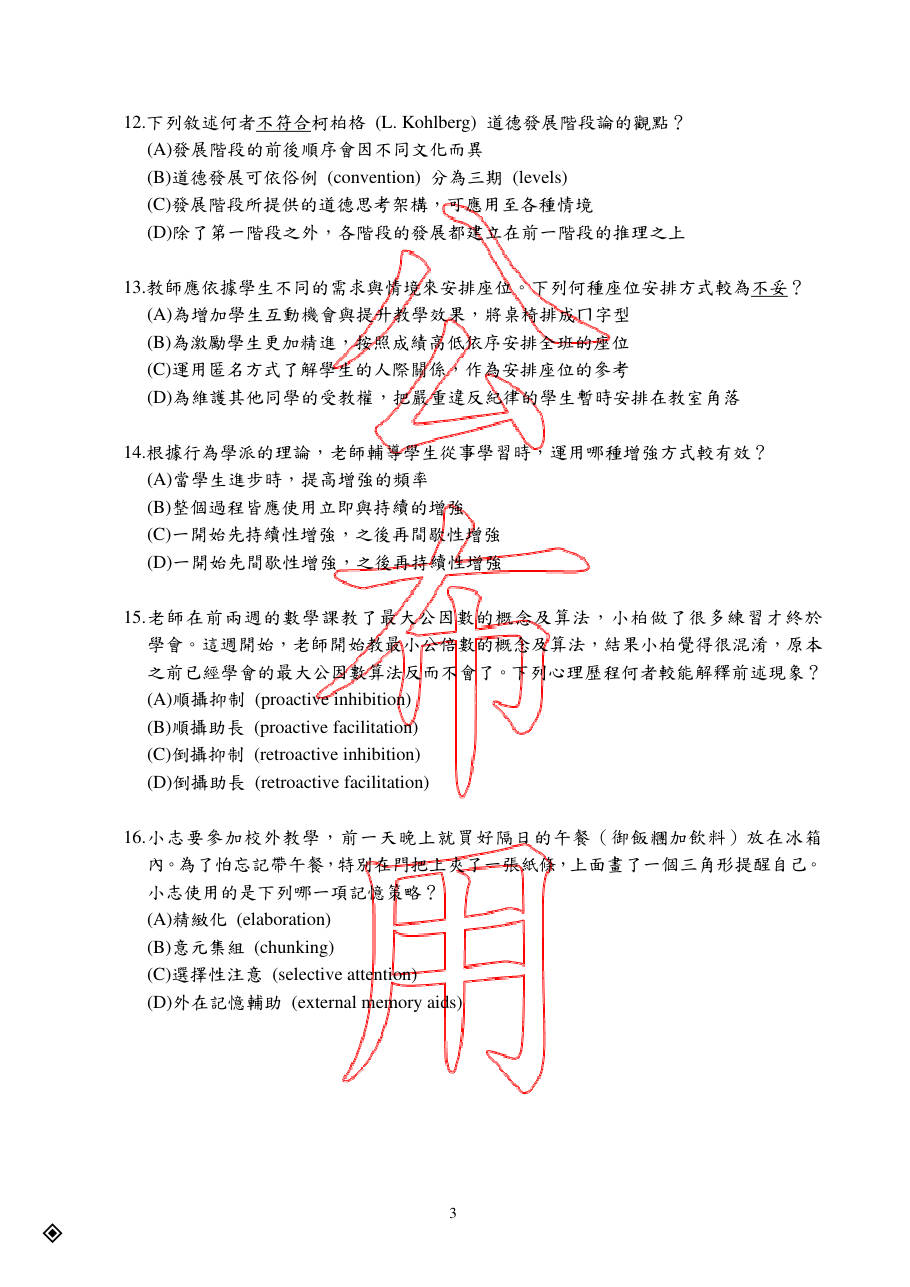 12.下列敘述何者不符合柯柏格 (L. Kohlberg) 道德發展階段論的觀點？
(A)發展階段的前後順序會因不同文化而異
(B)道德發展可依俗例 (convention) 分為三期 (levels)
(C)發展階段所提供的道德思考架構，可應用至各種情境
(D)除了第一階段之外，各階段的發展都建立在前一階段的推理之上
13.教師應依據學生不同的需求與情境來安排座位。下列何種座位安排方式較為不妥？
(A)為增加學生互動機會與提升教學效果，將桌椅排成冂字型
(B)為激勵學生更加精進，按照成績高低依序安排全班的座位
(C)運用匿名方式了解學生的人際關係，作為安排座位的參考
(D)為維護其他同學的受教權，把嚴重違反紀律的學生暫時安排在教室角落
14.根據行為學派的理論，老師輔導學生從事學習時，運用哪種增強方式較有效？
(A)當學生進步時，提高增強的頻率
(B)整個過程皆應使用立即與持續的增強
(C)一開始先持續性增強，之後再間歇性增強
(D)一開始先間歇性增強，之後再持續性增強
15.老師在前兩週的數學課教了最大公因數的概念及算法，小柏做了很多練習才終於
學會。這週開始，老師開始教最小公倍數的概念及算法，結果小柏覺得很混淆，原本
之前已經學會的最大公因數算法反而不會了。下列心理歷程何者較能解釋前述現象？
(A)順攝抑制 (proactive inhibition)
(B)順攝助長 (proactive facilitation)
(C)倒攝抑制 (retroactive inhibition)
(D)倒攝助長 (retroactive facilitation)
16.小志要參加校外教學，前一天晚上就買好隔日的午餐（御飯糰加飲料）放在冰箱
內。為了怕忘記帶午餐，特別在門把上夾了一張紙條，上面畫了一個三角形提醒自己。
小志使用的是下列哪一項記憶策略？
(A)精緻化 (elaboration)
(B)意元集組 (chunking)
(C)選擇性注意 (selective attention)
(D)外在記憶輔助 (external memory aids)
公布用
3